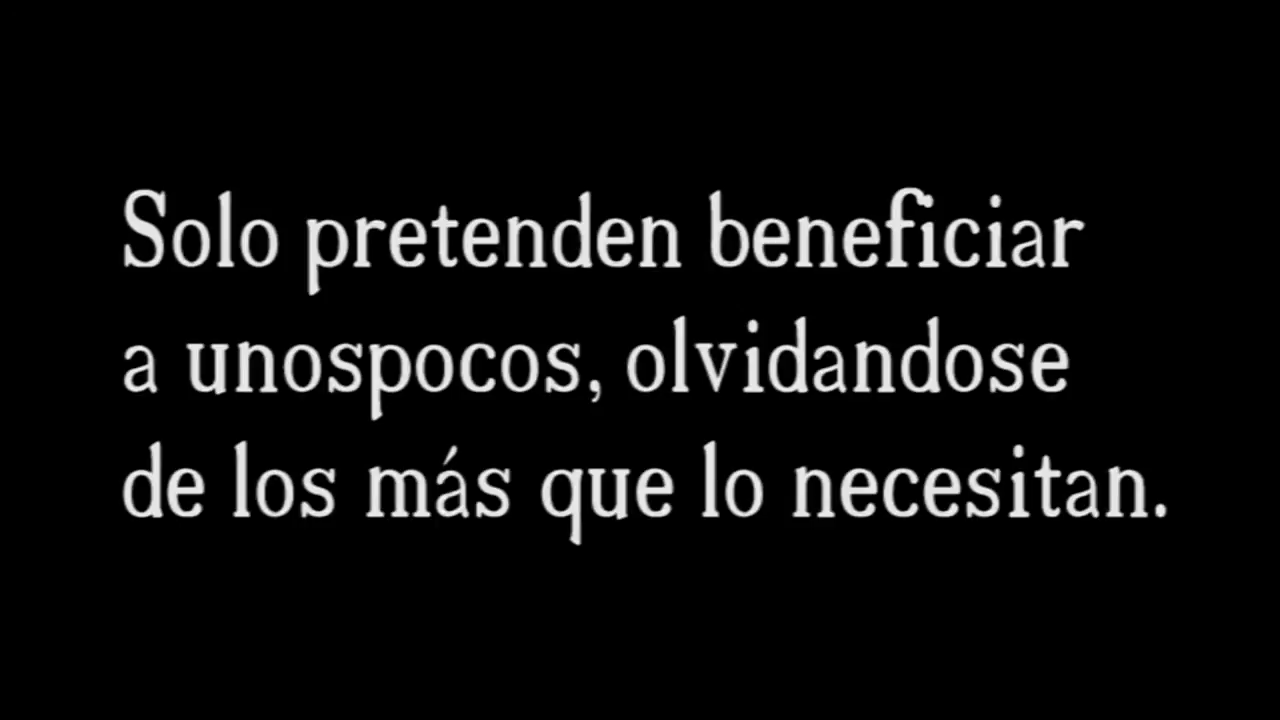 Solo pretenden beneficiar
a unospocos, olvidandose
de los más que lo necesitan.